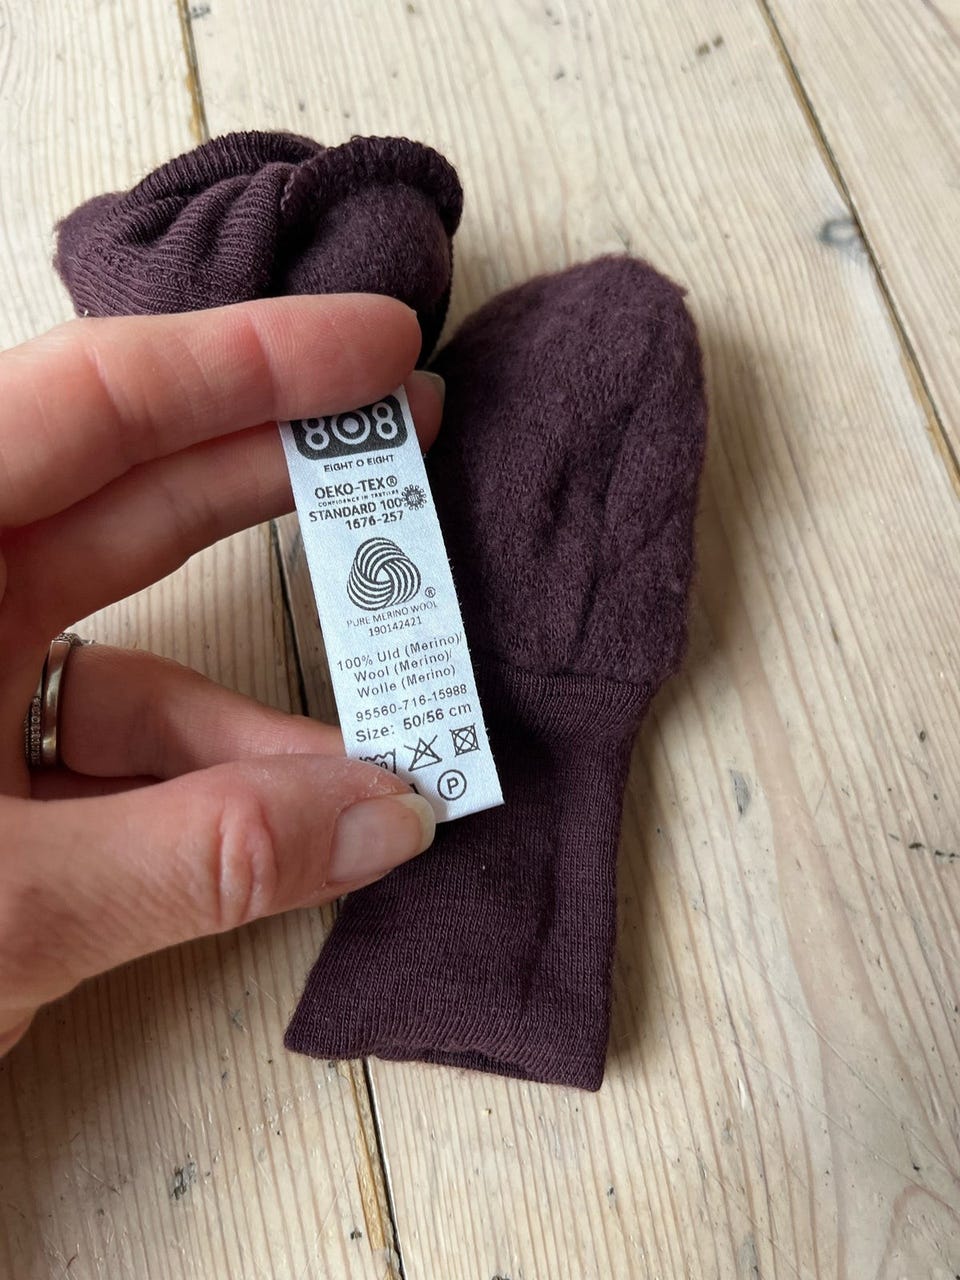 808
EIGHT O EIGHT
OEKO-TEX®
CONFIDENCE IN TEXTILES
STANDARD 100
1676-257
®
PURE MERINO WOOL
190142421
100% Uld (Merino)/
Wool (Merino)/
Wolle (Merino)
95560-716-15988
Size: 50/56 cm
P